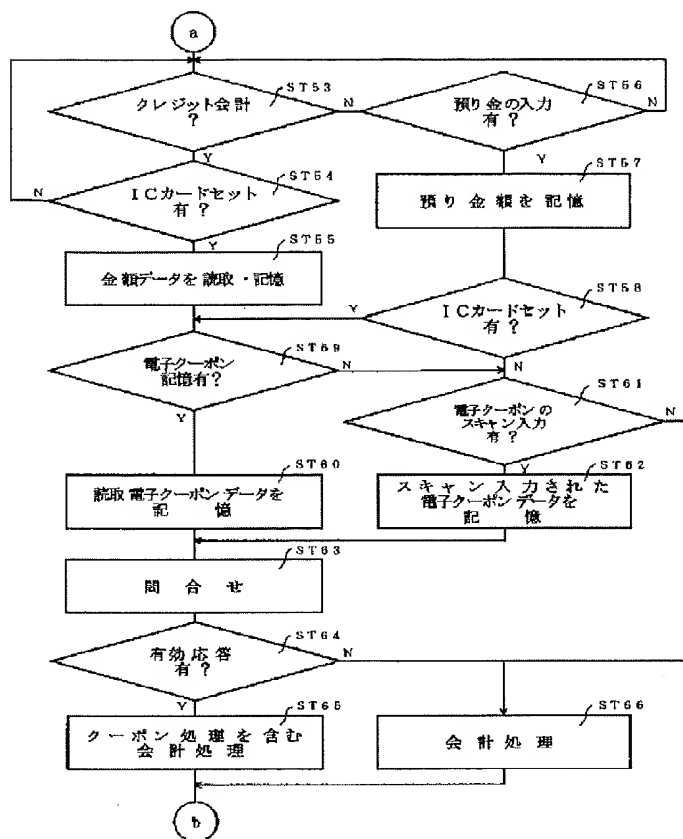 a
ST53
クレジット会計
?
N
Y
ST56
預り金の入力
有?
N
Y
ST54
ICカードセット
有?
N
Y
ST57
預り金額を記憶
ST55
金額データを読取・記憶
ST58
ICカードセット
有?
Y
N
ST59
電子クーポン
記憶有?
N
Y
ST61
電子クーポンの
スキャン入力
有?
N
Y
ST60
読取電子クーポンデータを
記憶
ST62
スキャン入力された
電子クーポンデータを
記憶
ST63
問合せ
ST64
有効応答
有?
N
Y
ST65
クーポン処理を含む
会計処理
ST66
会計処理
b